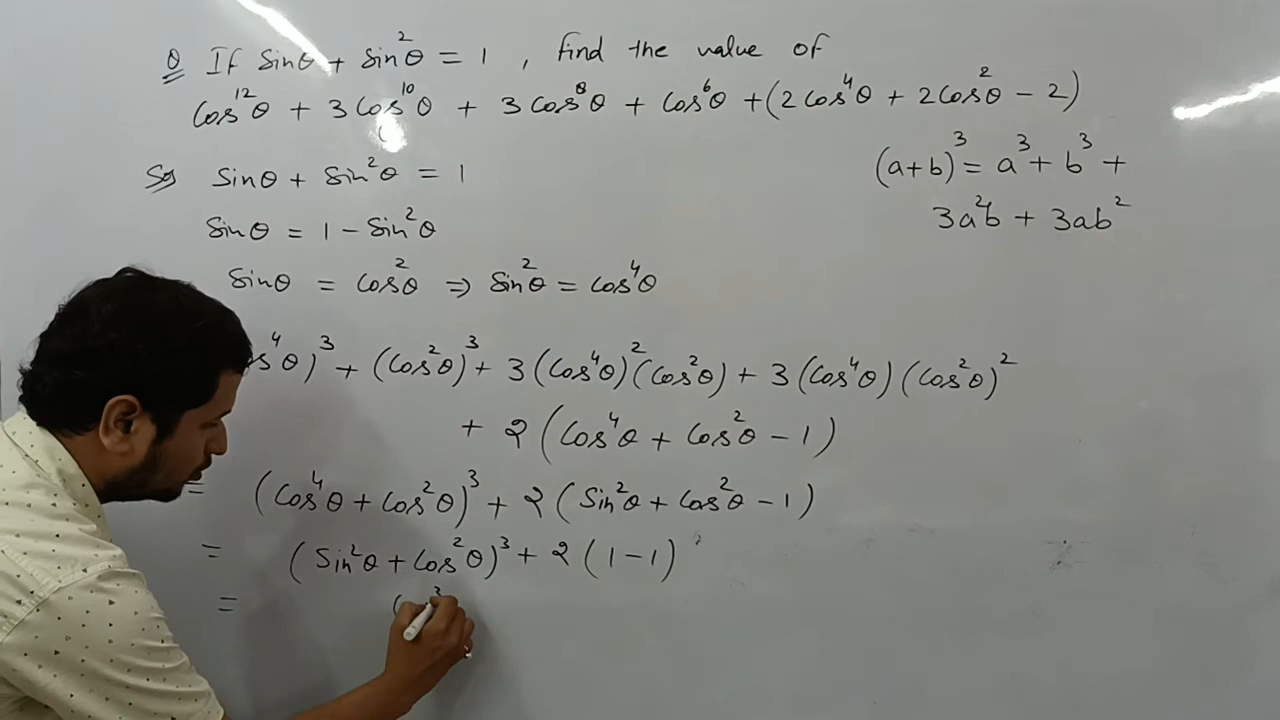 Q If Sinθ + Sin²θ = 1 , find the value of
Cos¹²θ + 3Cos¹⁰θ + 3Cos⁸θ + Cos⁶θ + (2Cos⁴θ + 2Cos²θ - 2)
(a+b)³ = a³ + b³ +
3a²b + 3ab²
Sol Sinθ + Sin²θ = 1
Sinθ = 1 - Sin²θ
Sinθ = Cos²θ ⇒ Sin²θ = Cos⁴θ
⁴θ)³ + (Cos²θ)³ + 3(Cos⁴θ)²(Cos²θ) + 3(Cos⁴θ)(Cos²θ)²
+ 2(Cos⁴θ + Cos²θ - 1)
= (Cos⁴θ + Cos²θ)³ + 2(Sin²θ + Cos²θ - 1)
= (Sin²θ + Cos²θ)³ + 2(1-1)
=